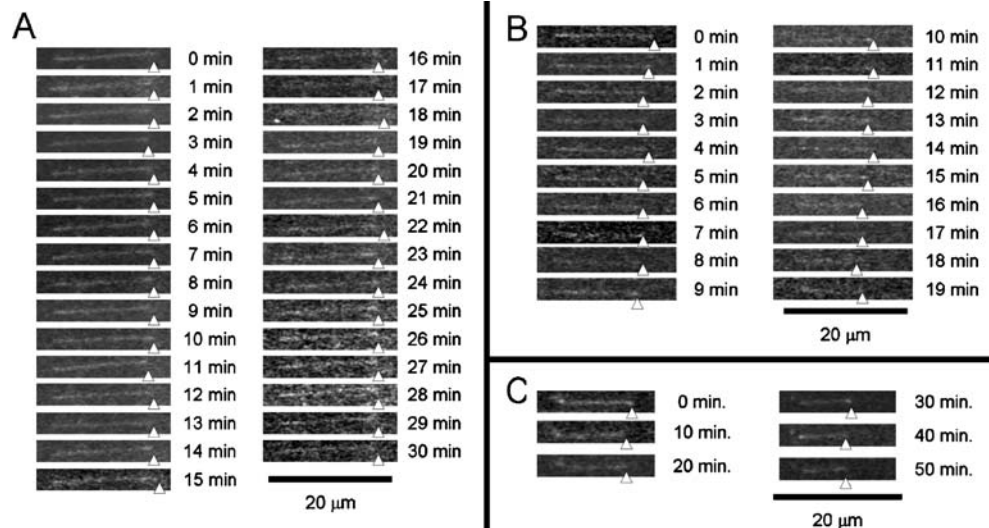 A
0 min
1 min
2 min
3 min
4 min
5 min
6 min
7 min
8 min
9 min
10 min
11 min
12 min
13 min
14 min
15 min
16 min
17 min
18 min
19 min
20 min
21 min
22 min
23 min
24 min
25 min
26 min
27 min
28 min
29 min
30 min
20 μm
B
0 min
1 min
2 min
3 min
4 min
5 min
6 min
7 min
8 min
9 min
10 min
11 min
12 min
13 min
14 min
15 min
16 min
17 min
18 min
19 min
20 μm
C
0 min.
10 min.
20 min.
30 min.
40 min.
50 min.
20 μm